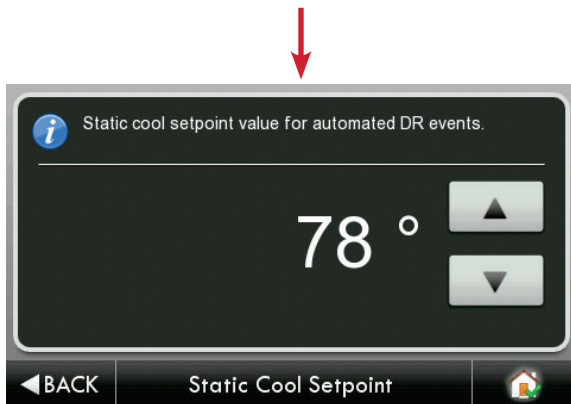 Static cool setpoint value for automated DR events.
78 °
BACK
Static Cool Setpoint